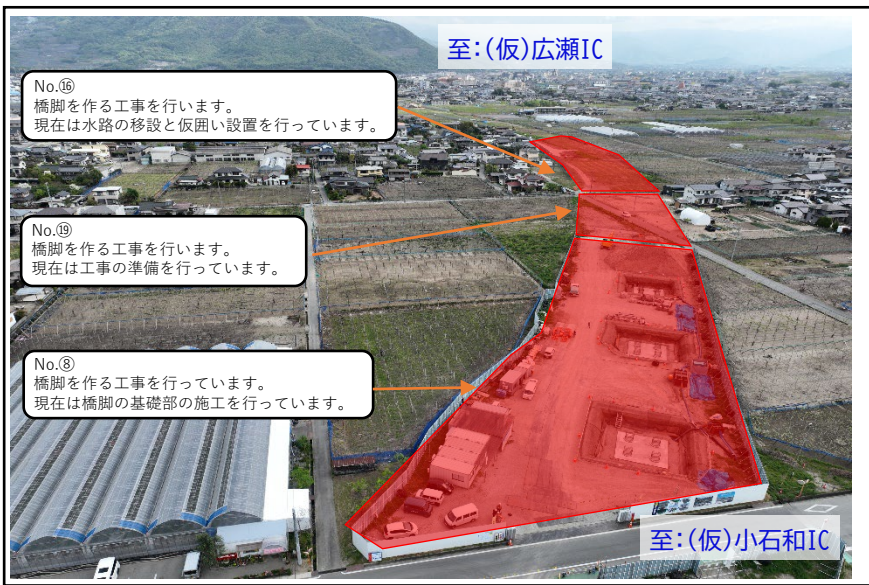 至:(仮)広瀬IC
No.⑯
橋脚を作る工事を行います。
現在は水路の移設と仮囲い設置を行っています。
No.⑲
橋脚を作る工事を行います。
現在は工事の準備を行っています。
No.⑧
橋脚を作る工事を行っています。
現在は橋脚の基礎部の施工を行っています。
至:(仮)小石和IC